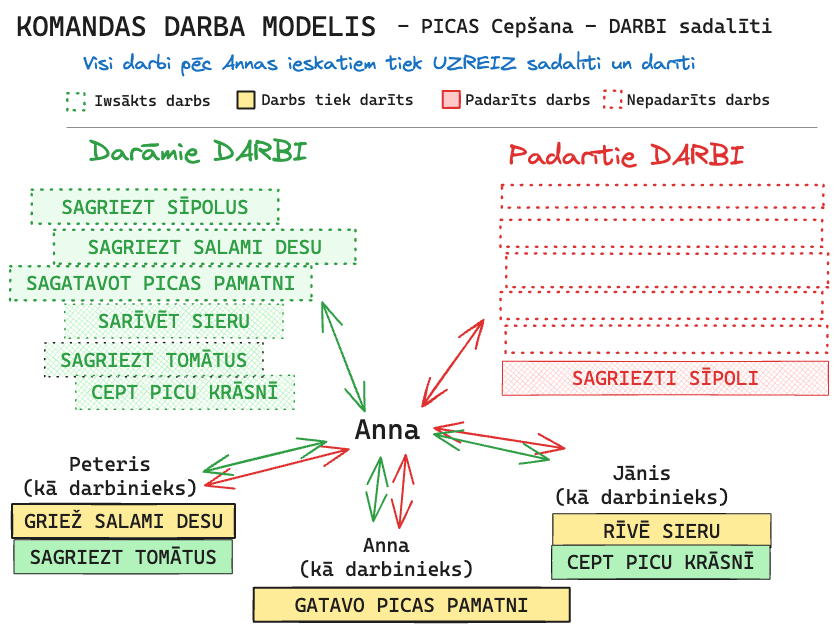 KOMANDAS DARBA MODELIS - PICAS Cepšana - DARBI sadalīti
Visi darbi pēc Annas ieskatiem tiek UZREIZ sadalīti un darīti
Iwsākts darbs
Darbs tiek darīts
Padarīts darbs
Nepadarīts darbs
Darāmie DARBI
Padarītie DARBI
SAGRIEZT SĪPOLUS
SAGRIEZT SALAMI DESU
SAGATAVOT PICAS PAMATNI
SARĪVĒT SIERU
SAGRIEZT TOMĀTUS
CEPT PICU KRĀSNĪ
SAGRIEZTI SĪPOLI
Anna
Peteris
(kā darbinieks)
GRIEŽ SALAMI DESU
SAGRIEZT TOMĀTUS
Anna
(kā darbinieks)
GATAVO PICAS PAMATNI
Jānis
(kā darbinieks)
RĪVĒ SIERU
CEPT PICU KRĀSNĪ